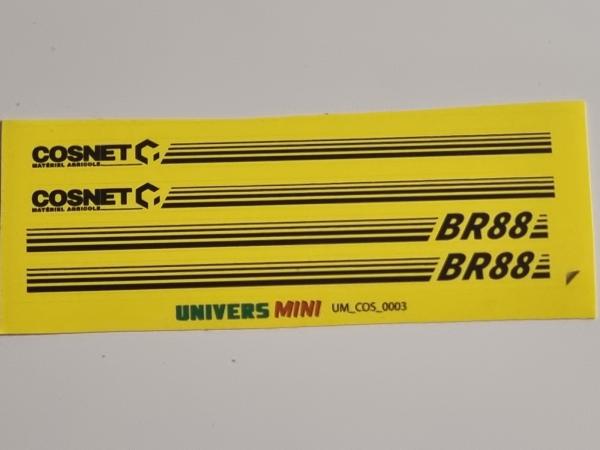 COSNET
MATÉRIEL AGRICOLE
COSNET
MATÉRIEL AGRICOLE
BR88
BR88
UNIVERS MINI UM_COS_0003